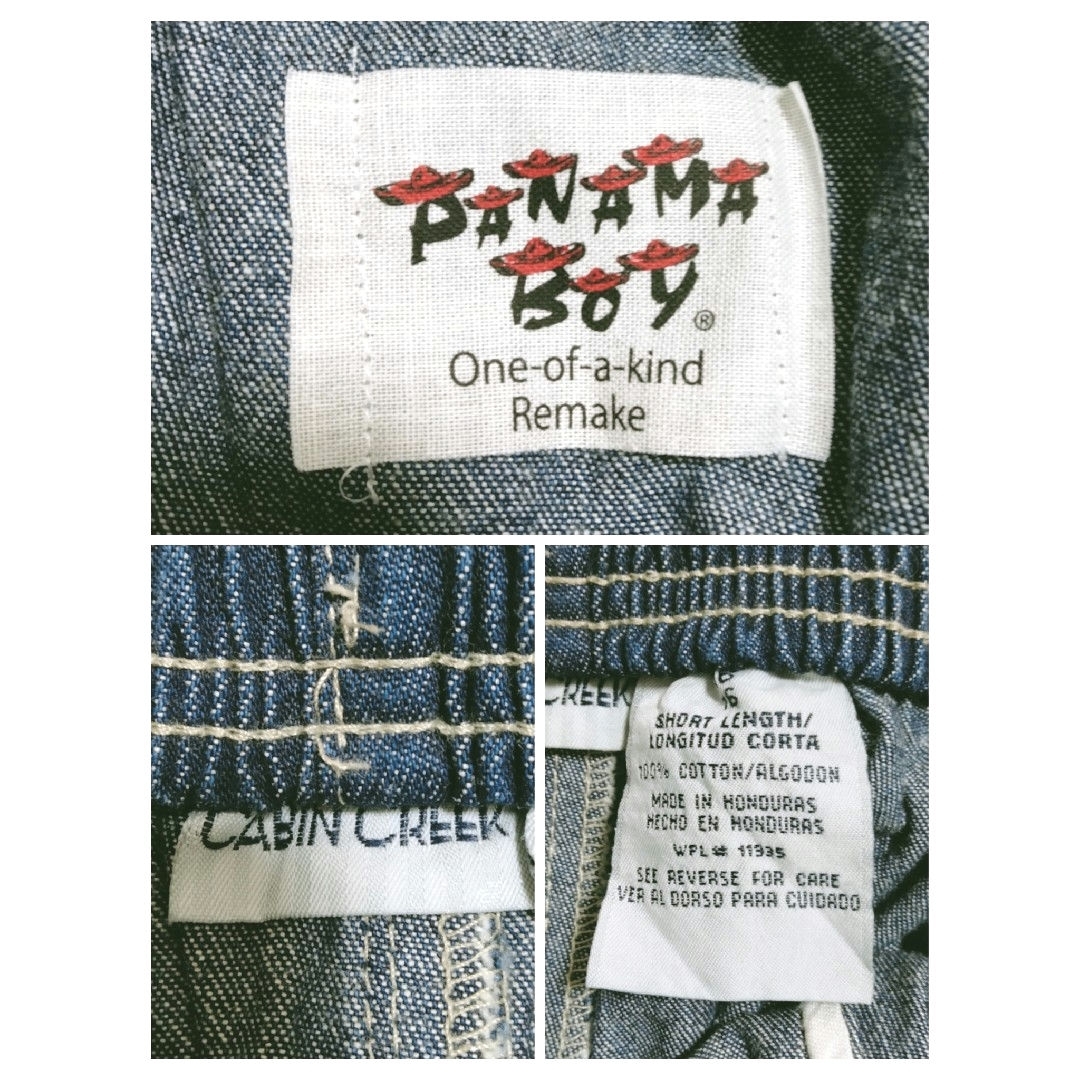 PANAMA
BOY®
One-of-a-kind
Remake
CABIN CREEK
CREEK
SHORT LENGTH/
LONGITUD CORTA
100% COTTON/ALGODON
MADE IN HONDURAS
HECHO EN HONDURAS
WPL# 11335
SEE REVERSE FOR CARE
VER AL DORSO PARA CUIDADO